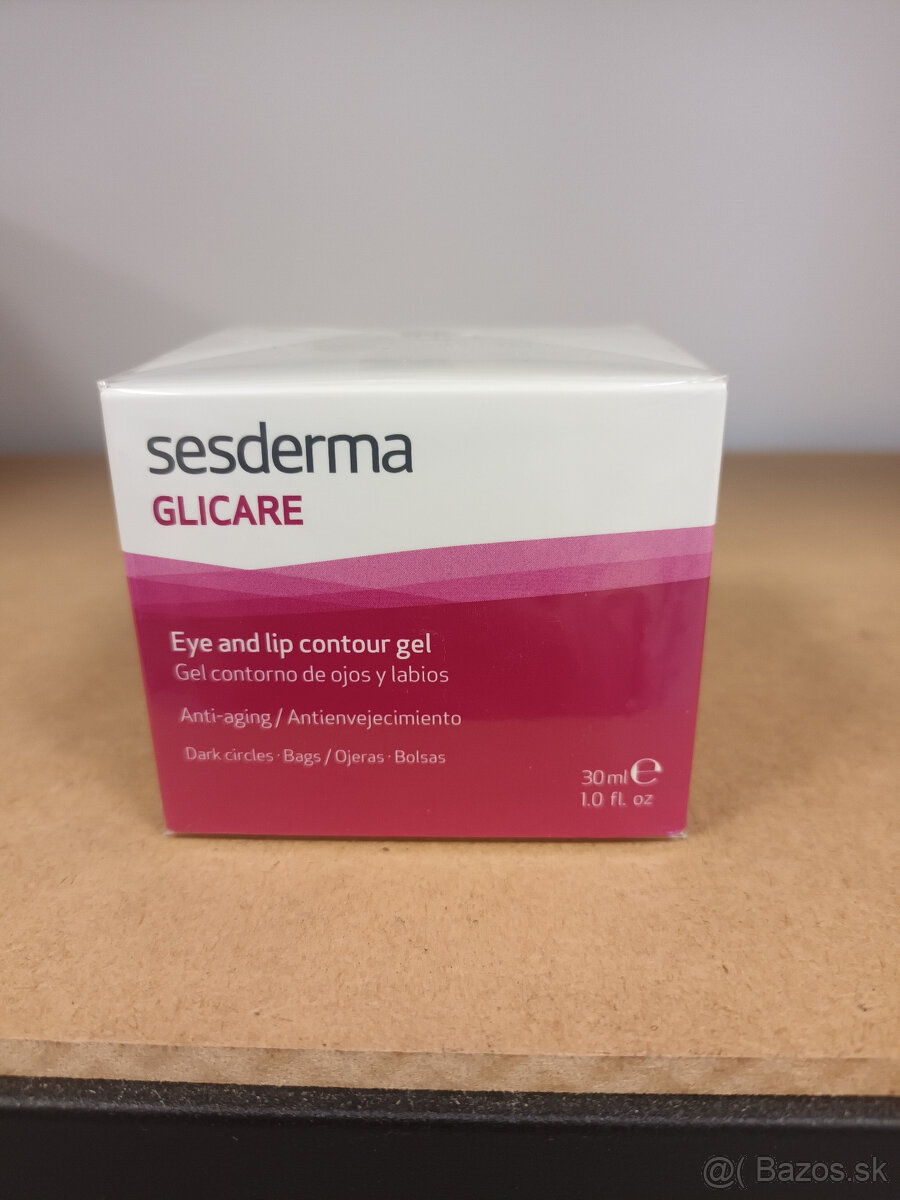 sesderma
GLICARE
Eye and lip contour gel
Gel contorno de ojos y labios
Anti-aging / Antienvejecimiento
Dark circles · Bags / Ojeras · Bolsas
30 ml ℮
1.0 fl. oz
@( Bazos.sk